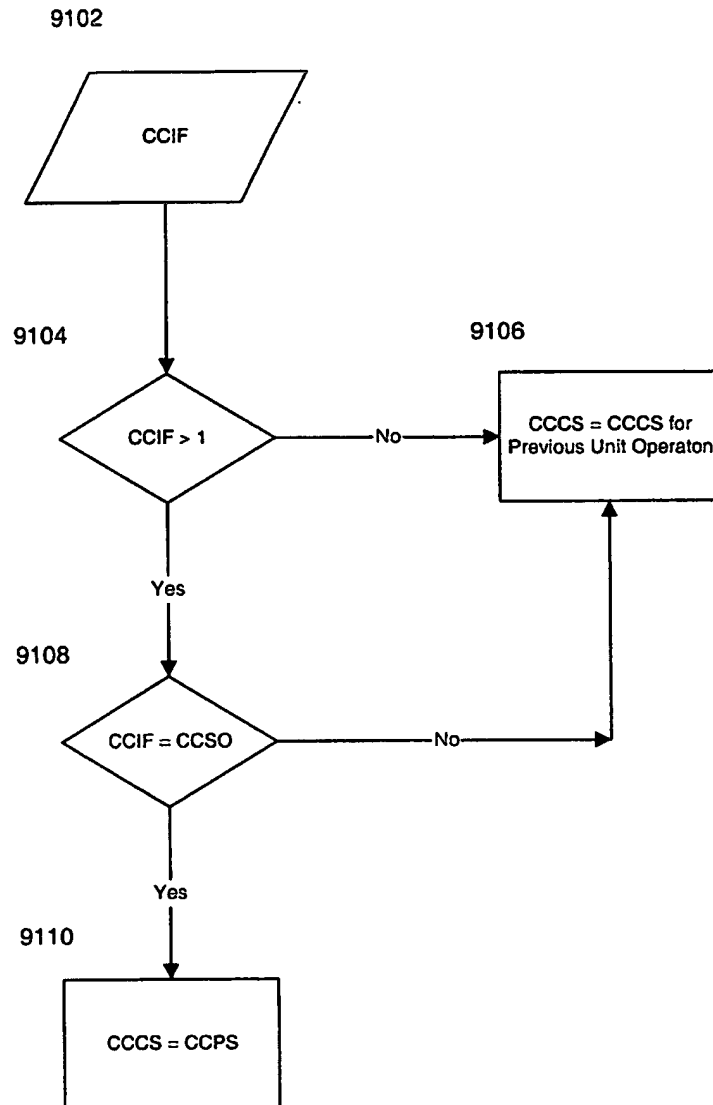 9102
CCIF
9104
9106
CCIF > 1
No
CCCS = CCCS for
Previous Unit Operaton
Yes
9108
CCIF = CCSO
No
Yes
9110
CCCS = CCPS